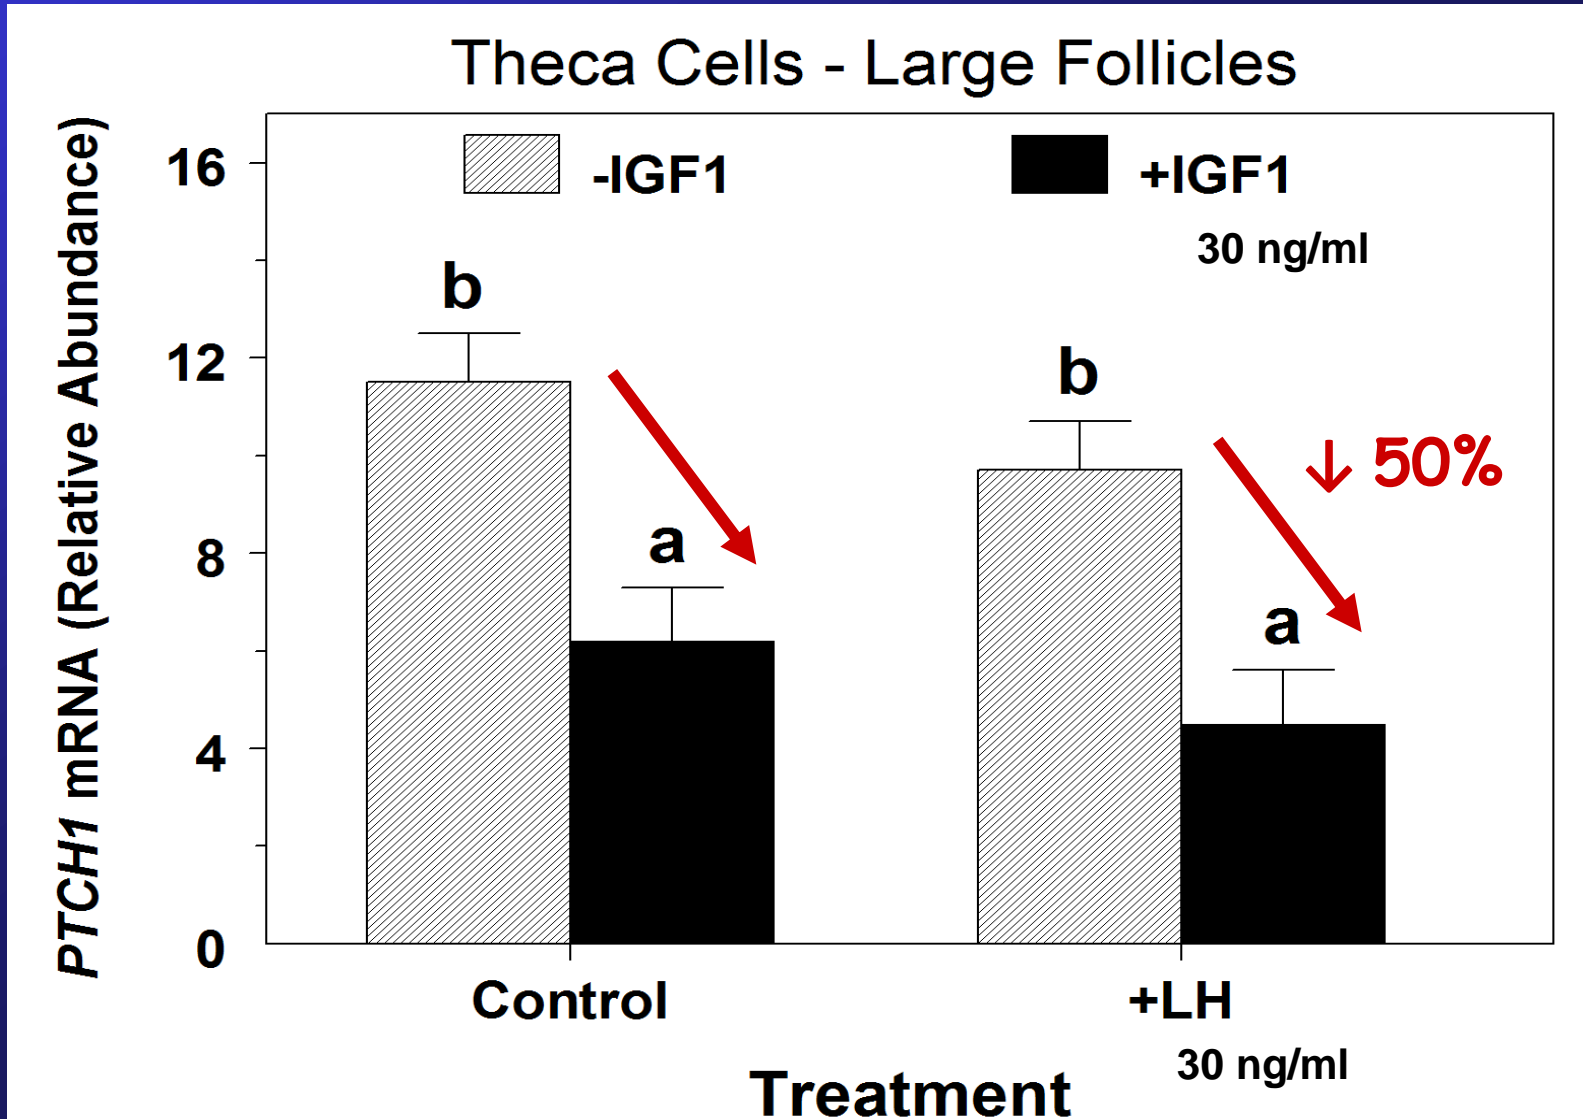 Theca Cells - Large Follicles
PTCH1 mRNA (Relative Abundance)
16
12
8
4
0
-IGF1
+IGF1
30 ng/ml
b
a
b
a
↓ 50%
Control
+LH
30 ng/ml
Treatment